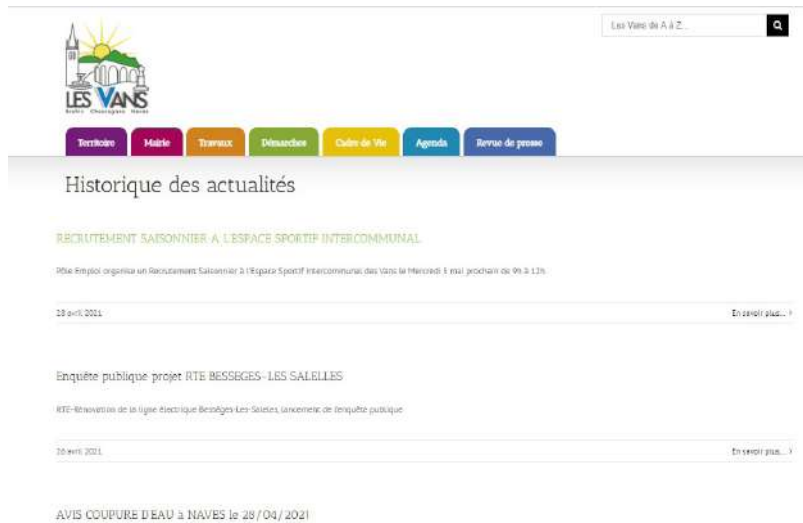 Les Vans de A à Z...
LES VANS
Brahic Chassagnes Naves
Territoire Mairie Travaux Démarches Cadre de Vie Agenda Revue de presse
Historique des actualités
RECRUTEMENT SAISONNIER A L'ESPACE SPORTIF INTERCOMMUNAL
Pôle Emploi organise un Recrutement Saisonnier à l'Espace Sportif Intercommunal des Vans le Mercredi 5 mai prochain de 9h à 12h.
28 avril 2021 En savoir plus... >
Enquête publique projet RTE BESSEGES-LES SALELLES
RTE-Rénovation de la ligne électrique Bessèges-Les-Saleles, lancement de l'enquête publique
26 avril 2021 En savoir plus... >
AVIS COUPURE D'EAU à NAVES le 28/04/2021